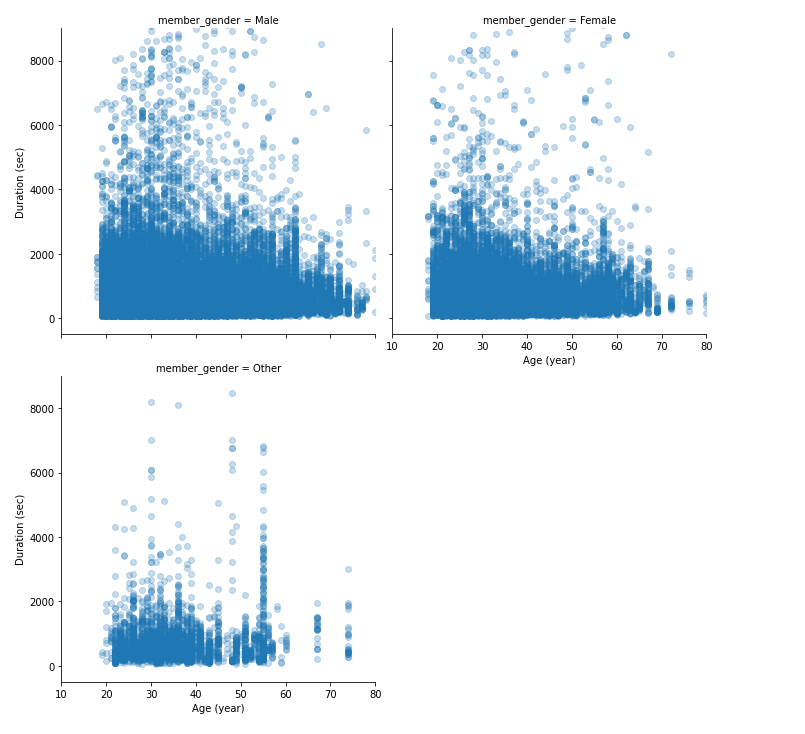 member_gender = Male
member_gender = Female
8000
6000
4000
2000
0
Duration (sec)
10 20 30 40 50 60 70 80
Age (year)
member_gender = Other
8000
6000
4000
2000
0
Duration (sec)
10 20 30 40 50 60 70 80
Age (year)